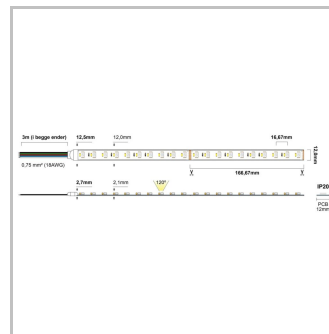 3m (i begge ender)
12,5mm
12,0mm
16,67mm
0,75 mm² (18AWG)
12,0mm
166,67mm
2,7mm
2,1mm
120°
IP20
PCB
12mm